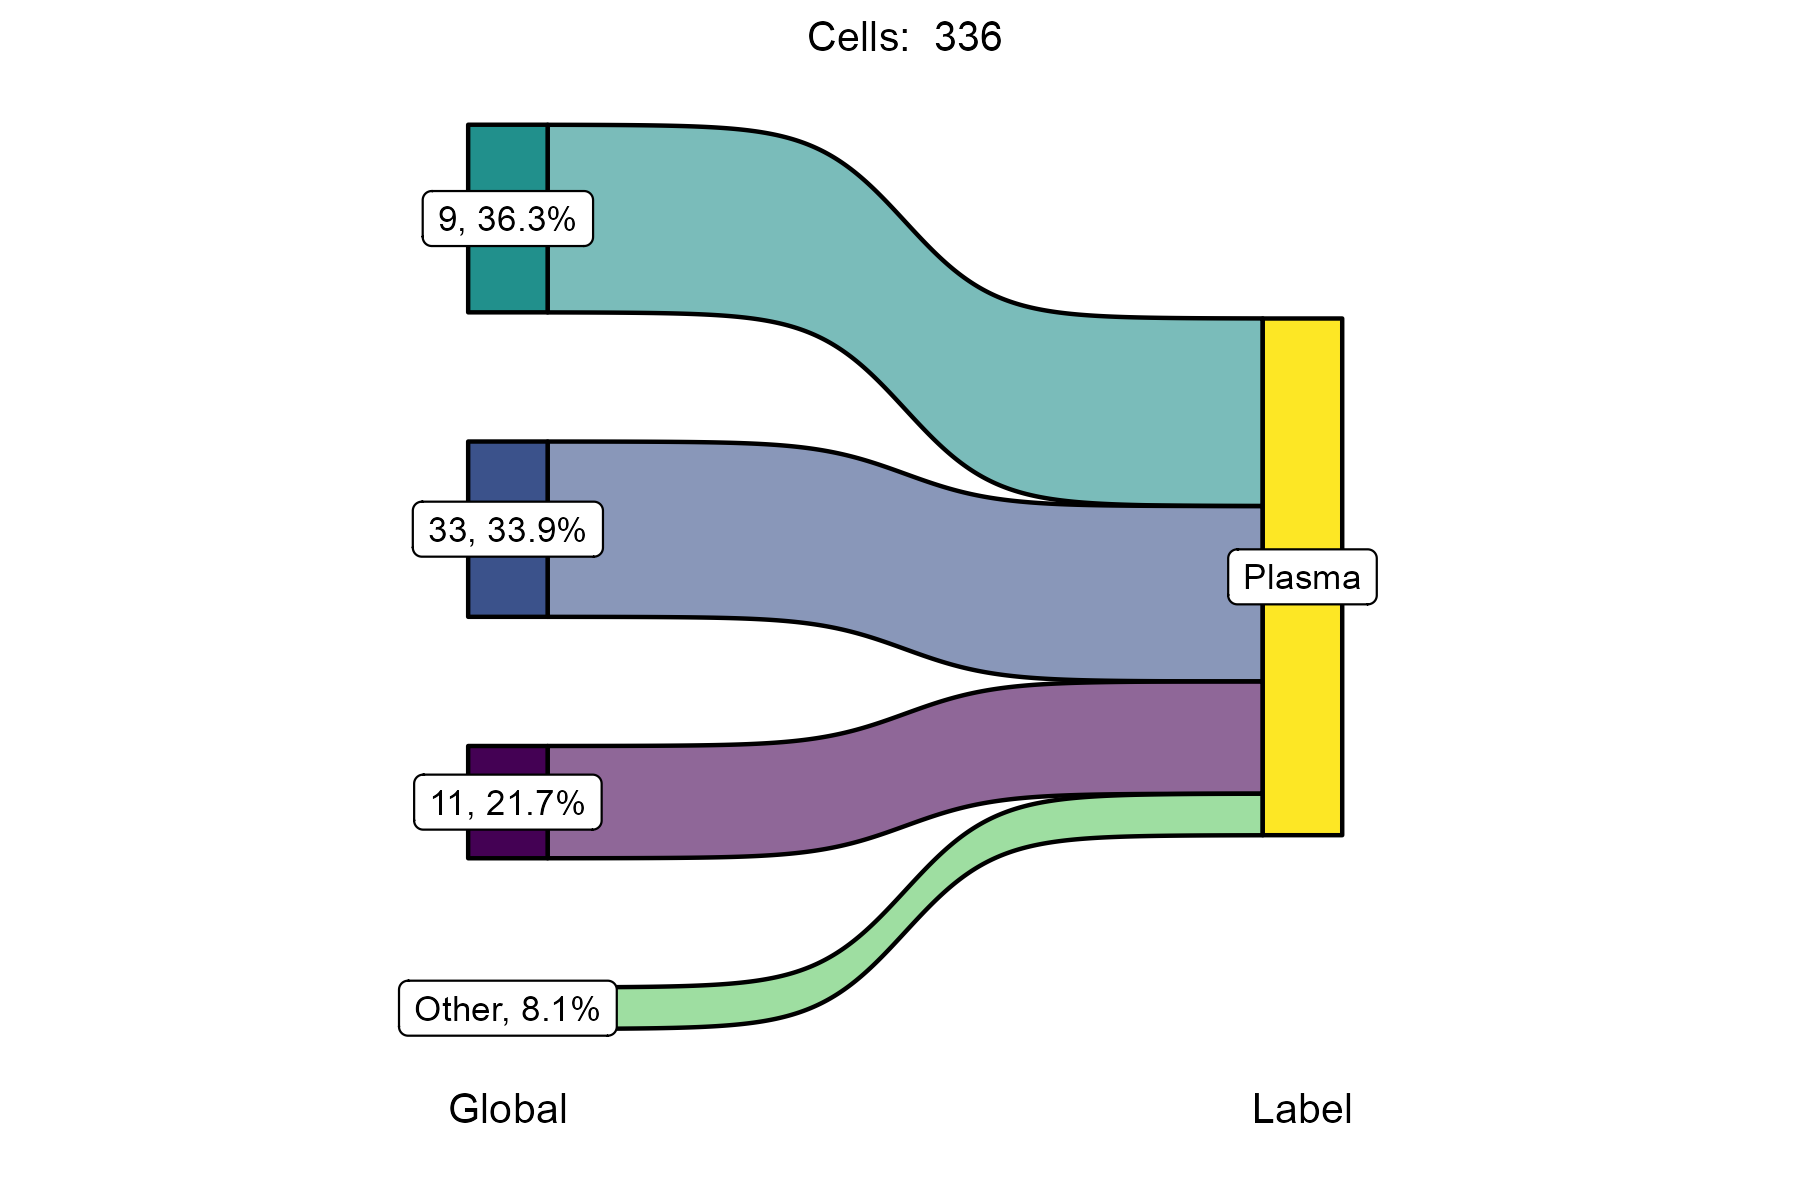 Cells:  336
9, 36.3%
33, 33.9%
Plasma
11, 21.7%
Other, 8.1%
Global
Label